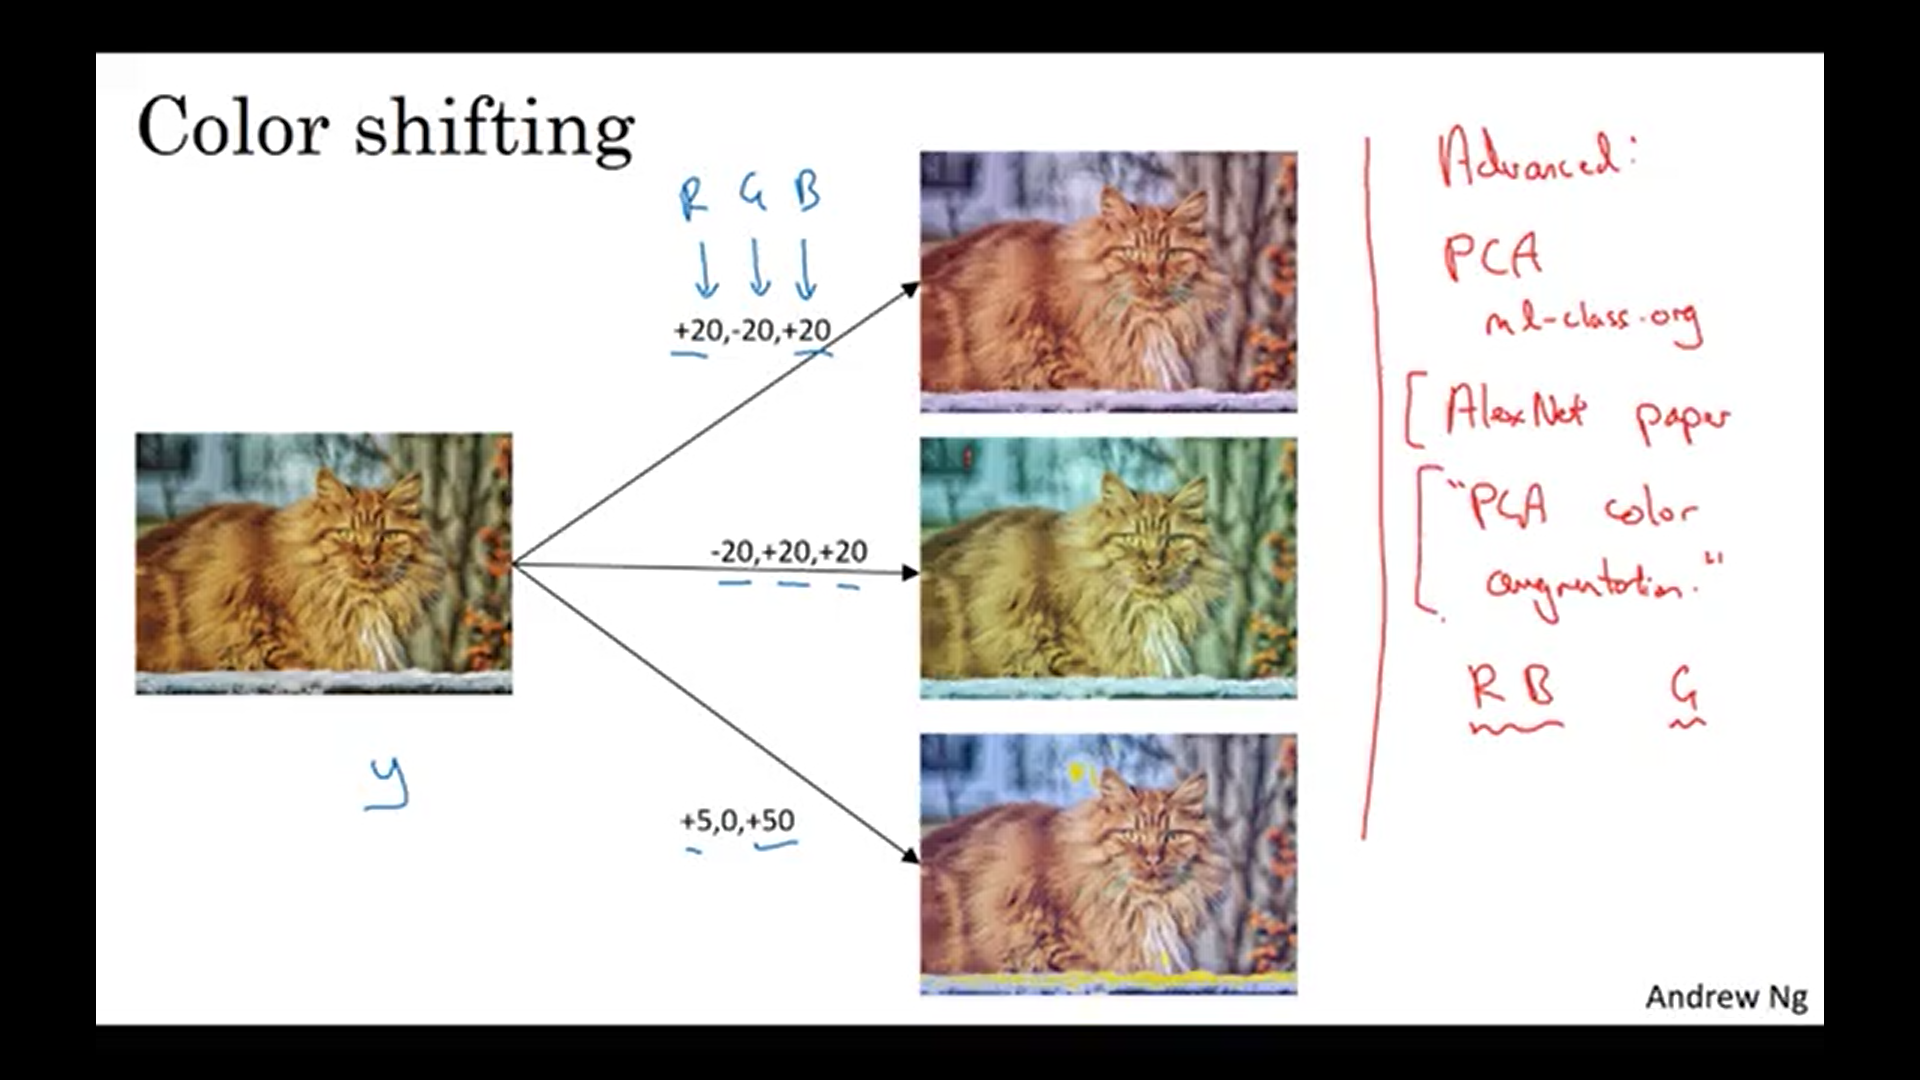 Color shifting
R G B
+20,-20,+20
-20,+20,+20
+5,0,+50
y
Advanced:
PCA
ml-class.org
AlexNet paper
"PCA color
augmentation."
R B G
Andrew Ng